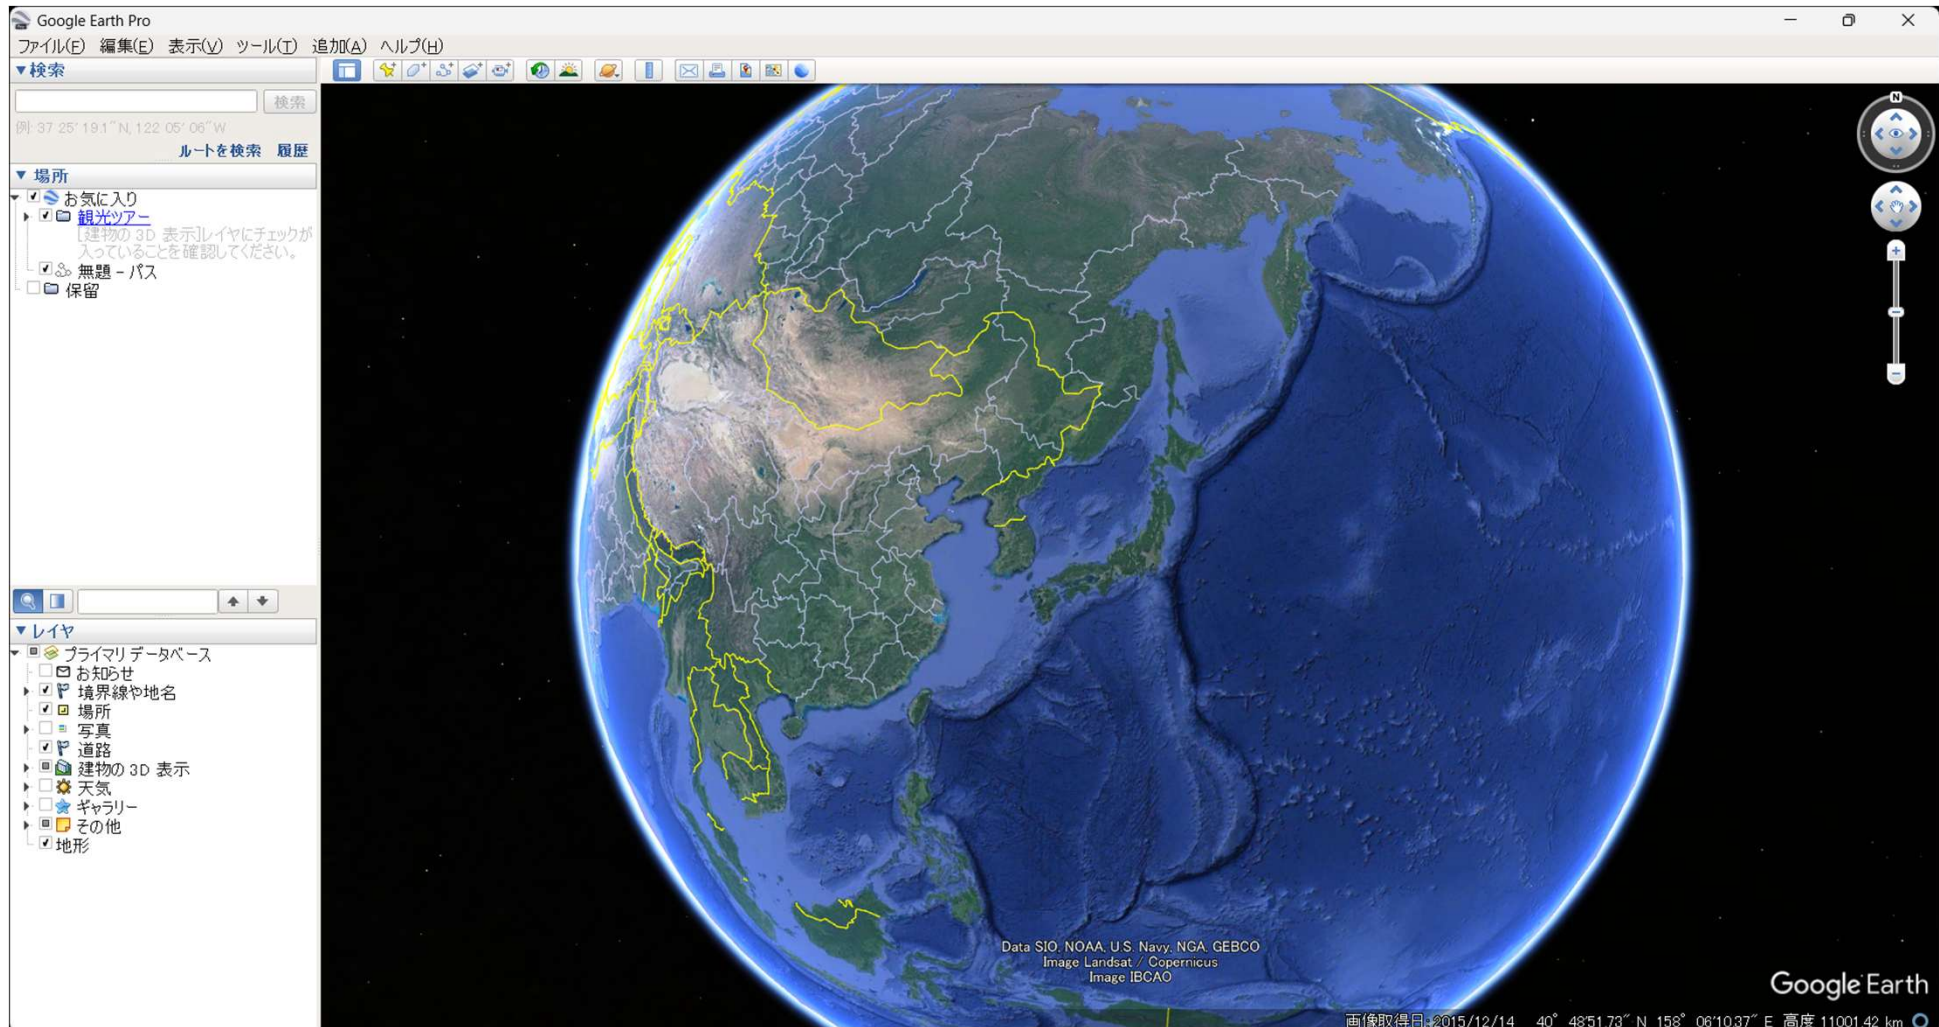 Google Earth Pro
ファイル(F) 編集(E) 表示(V) ツール(T) 追加(A) ヘルプ(H)
検索
検索
例: 37 25' 19.1" N, 122 05' 06" W
ルートを検索 履歴
場所
お気に入り
観光ツアー
[建物の 3D 表示]レイヤにチェックが
入っていることを確認してください。
無題 - パス
保留
レイヤ
プライマリ データベース
お知らせ
境界線や地名
場所
写真
道路
建物の 3D 表示
天気
ギャラリー
その他
地形
N
Data SIO, NOAA, U.S. Navy, NGA, GEBCO
Image Landsat / Copernicus
Image IBCAO
Google Earth
画像取得日: 2015/12/14 40° 48'51.73" N 158° 06'10.37" E 高度 11001.42 km